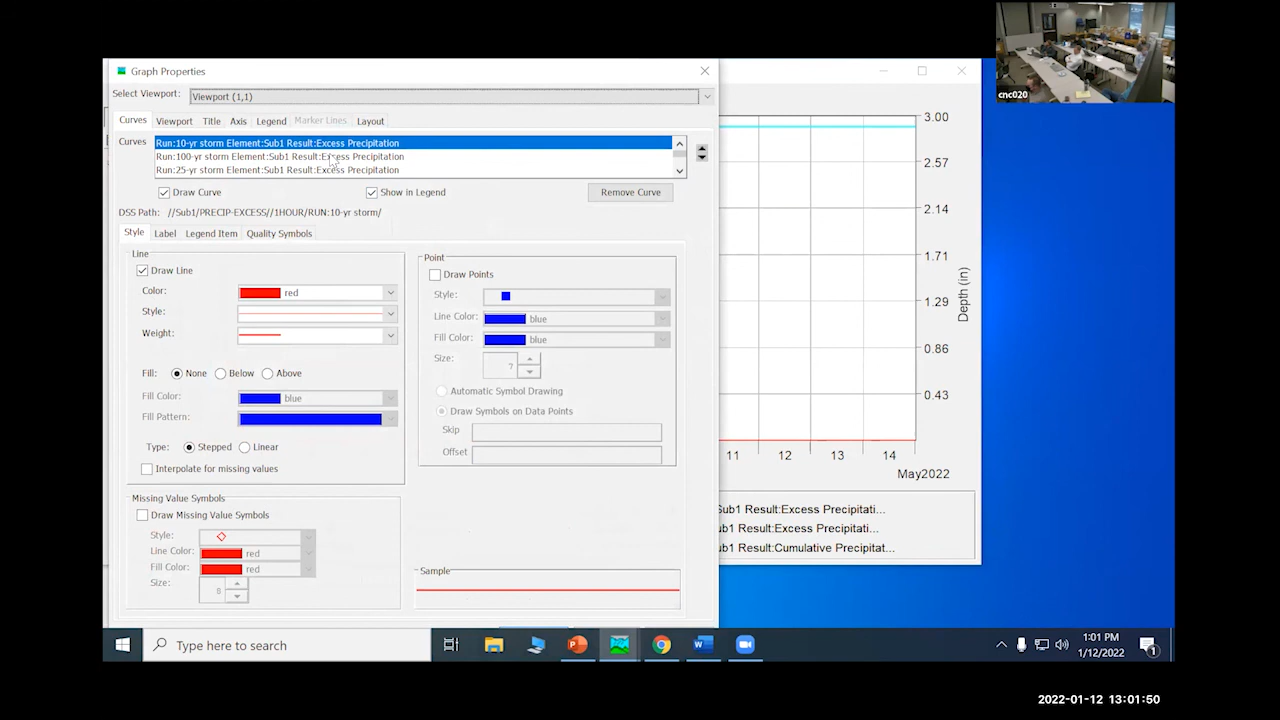 Graph Properties
Select Viewport: Viewport (1,1)
Curves Viewport Title Axis Legend Marker Lines Layout
Curves Run:10-yr storm Element:Sub1 Result:Excess Precipitation
Run:100-yr storm Element:Sub1 Result:Excess Precipitation
Run:25-yr storm Element:Sub1 Result:Excess Precipitation
Draw Curve Show in Legend Remove Curve
DSS Path: //Sub1/PRECIP-EXCESS//1HOUR/RUN:10-yr storm/
Style Label Legend Item Quality Symbols
Line
Draw Line
Color: red
Style:
Weight:
Fill: None Below Above
Fill Color: blue
Fill Pattern:
Type: Stepped Linear
Interpolate for missing values
Missing Value Symbols
Draw Missing Value Symbols
Style:
Line Color: red
Fill Color: red
Size: 8
Point
Draw Points
Style:
Line Color: blue
Fill Color: blue
Size: 7
Automatic Symbol Drawing
Draw Symbols on Data Points
Skip
Offset
Sample
3.00
2.57
2.14
1.71
1.29
0.86
0.43
Depth (in)
11 12 13 14
May2022
Sub1 Result:Excess Precipitati...
ub1 Result:Excess Precipitati...
ub1 Result:Cumulative Precipitat...
cnc020
Type here to search
1:01 PM
1/12/2022
1
2022-01-12 13:01:50